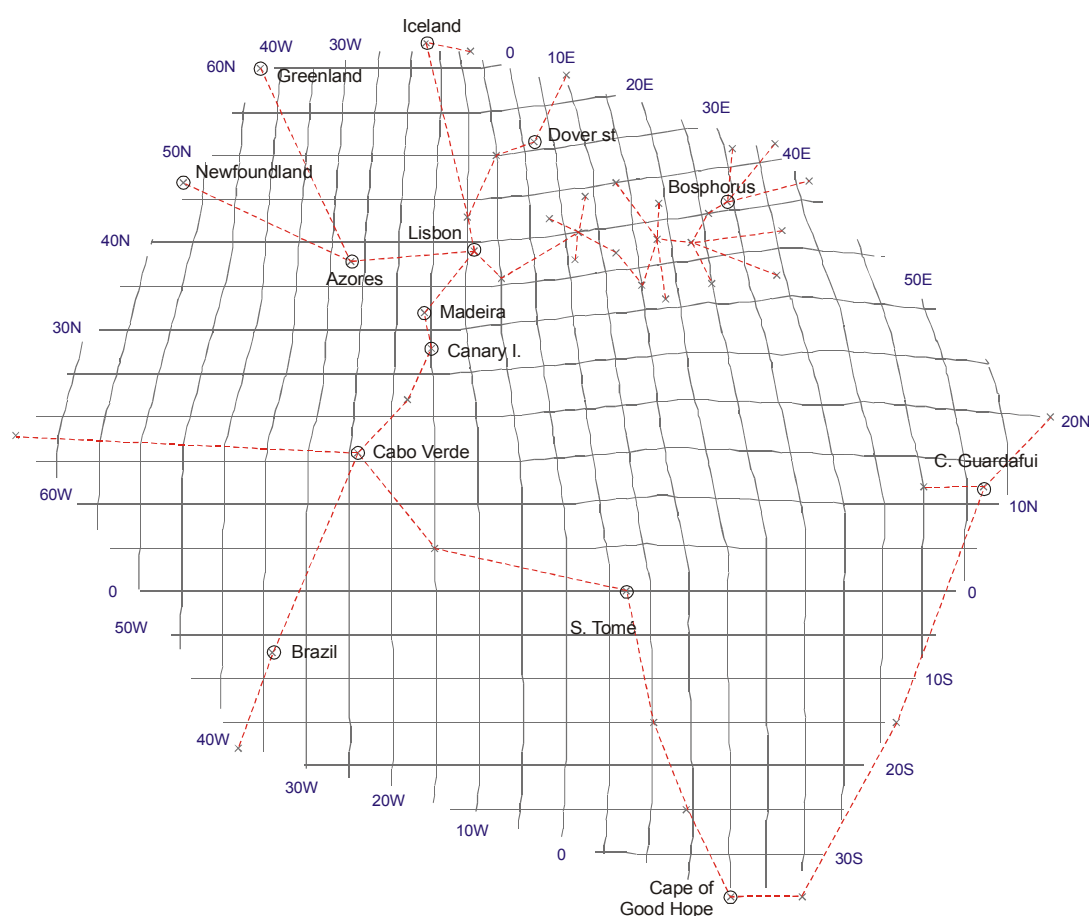 Iceland
40W
30W
0
10E
60N
Greenland
20E
30E
Dover st
50N
Newfoundland
40E
Bosphorus
Lisbon
40N
Azores
50E
Madeira
30N
Canary I.
20N
Cabo Verde
C. Guardafui
60W
10N
0
0
50W
S. Tomé
Brazil
10S
40W
20S
30W
20W
10W
0
30S
Cape of
Good Hope